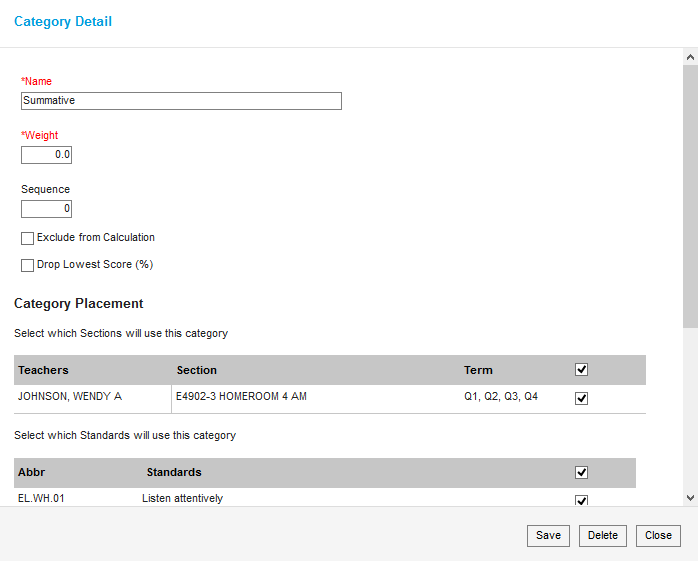 Category Detail
*Name
Summative
*Weight
0.0
Sequence
0
Exclude from Calculation
Drop Lowest Score (%)
Category Placement
Select which Sections will use this category
Teachers Section Term
JOHNSON, WENDY A E4902-3 HOMEROOM 4 AM Q1, Q2, Q3, Q4
Select which Standards will use this category
Abbr Standards
EL.WH.01 Listen attentively
Save Delete Close